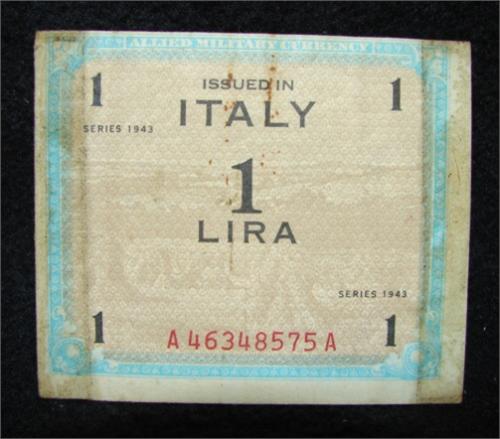 ALLIED MILITARY CURRENCY
1 1
ISSUED IN
ITALY
SERIES 1943
1
LIRA
SERIES 1943
1 1
A46348575A